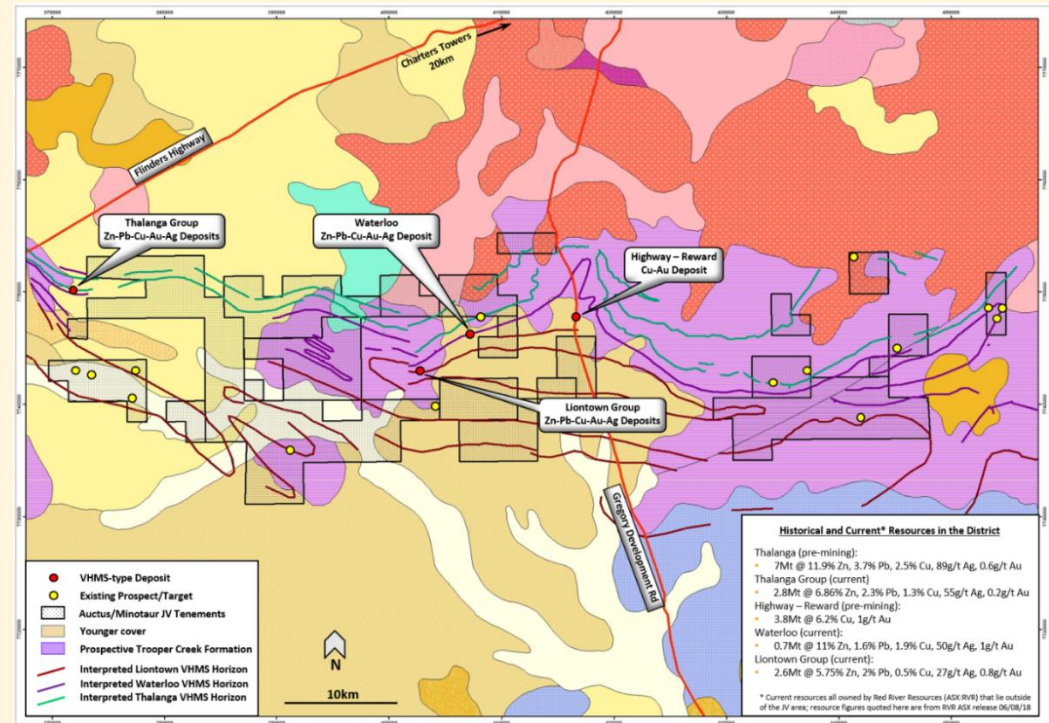 Charters Towers
20km
Flinders Highway
Thalanga Group
Zn-Pb-Cu-Au-Ag Deposits
Waterloo
Zn-Pb-Cu-Au-Ag Deposit
Highway – Reward
Cu-Au Deposit
Liontown Group
Zn-Pb-Cu-Au-Ag Deposits
Gregory Development Rd
VHMS-type Deposit
Existing Prospect/Target
Auctus/Minotaur JV Tenements
Younger cover
Prospective Trooper Creek Formation
Interpreted Liontown VHMS Horizon
Interpreted Waterloo VHMS Horizon
Interpreted Thalanga VHMS Horizon
N
10km
Historical and Current* Resources in the District
Thalanga (pre-mining):
• 7Mt @ 11.9% Zn, 3.7% Pb, 2.5% Cu, 89g/t Ag, 0.6g/t Au
Thalanga Group (current)
• 2.8Mt @ 6.86% Zn, 2.3% Pb, 1.3% Cu, 55g/t Ag, 0.2g/t Au
Highway – Reward (pre-mining):
• 3.8Mt @ 6.2% Cu, 1g/t Au
Waterloo (current):
• 0.7Mt @ 11% Zn, 1.6% Pb, 1.9% Cu, 50g/t Ag, 1g/t Au
Liontown Group (current):
• 2.6Mt @ 5.75% Zn, 2% Pb, 0.5% Cu, 27g/t Ag, 0.8g/t Au
* Current resources all owned by Red River Resources (ASX:RVR) that lie outside
of the JV area; resource figures quoted here are from RVR ASX release 06/08/18